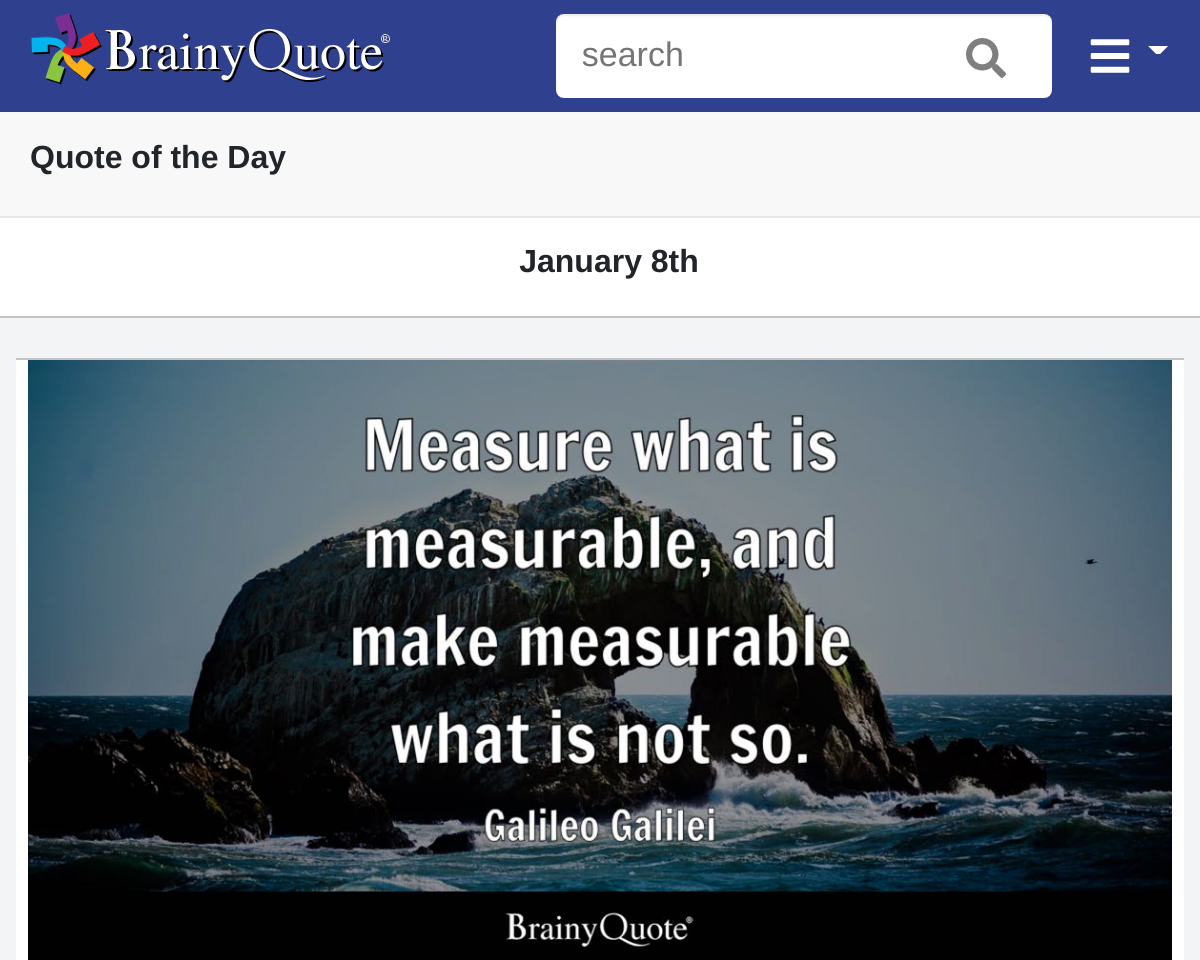 BrainyQuote®
search
Quote of the Day
January 8th
Measure what is
measurable, and
make measurable
what is not so.
Galileo Galilei
BrainyQuote®